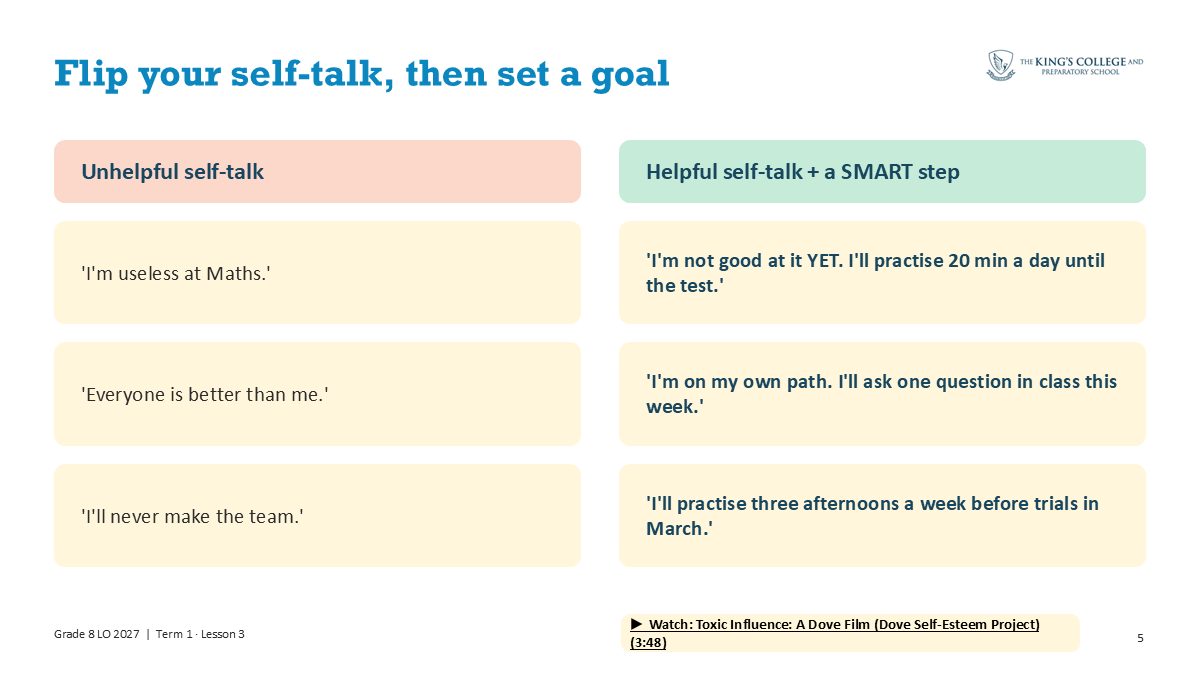 Flip your self-talk, then set a goal
THE KING'S COLLEGE AND
PREPARATORY SCHOOL
Unhelpful self-talk
Helpful self-talk + a SMART step
'I'm useless at Maths.'
'I'm not good at it YET. I'll practise 20 min a day until
the test.'
'Everyone is better than me.'
'I'm on my own path. I'll ask one question in class this
week.'
'I'll never make the team.'
'I'll practise three afternoons a week before trials in
March.'
Grade 8 LO 2027 | Term 1 · Lesson 3
▶ Watch: Toxic Influence: A Dove Film (Dove Self-Esteem Project)
(3:48)
5